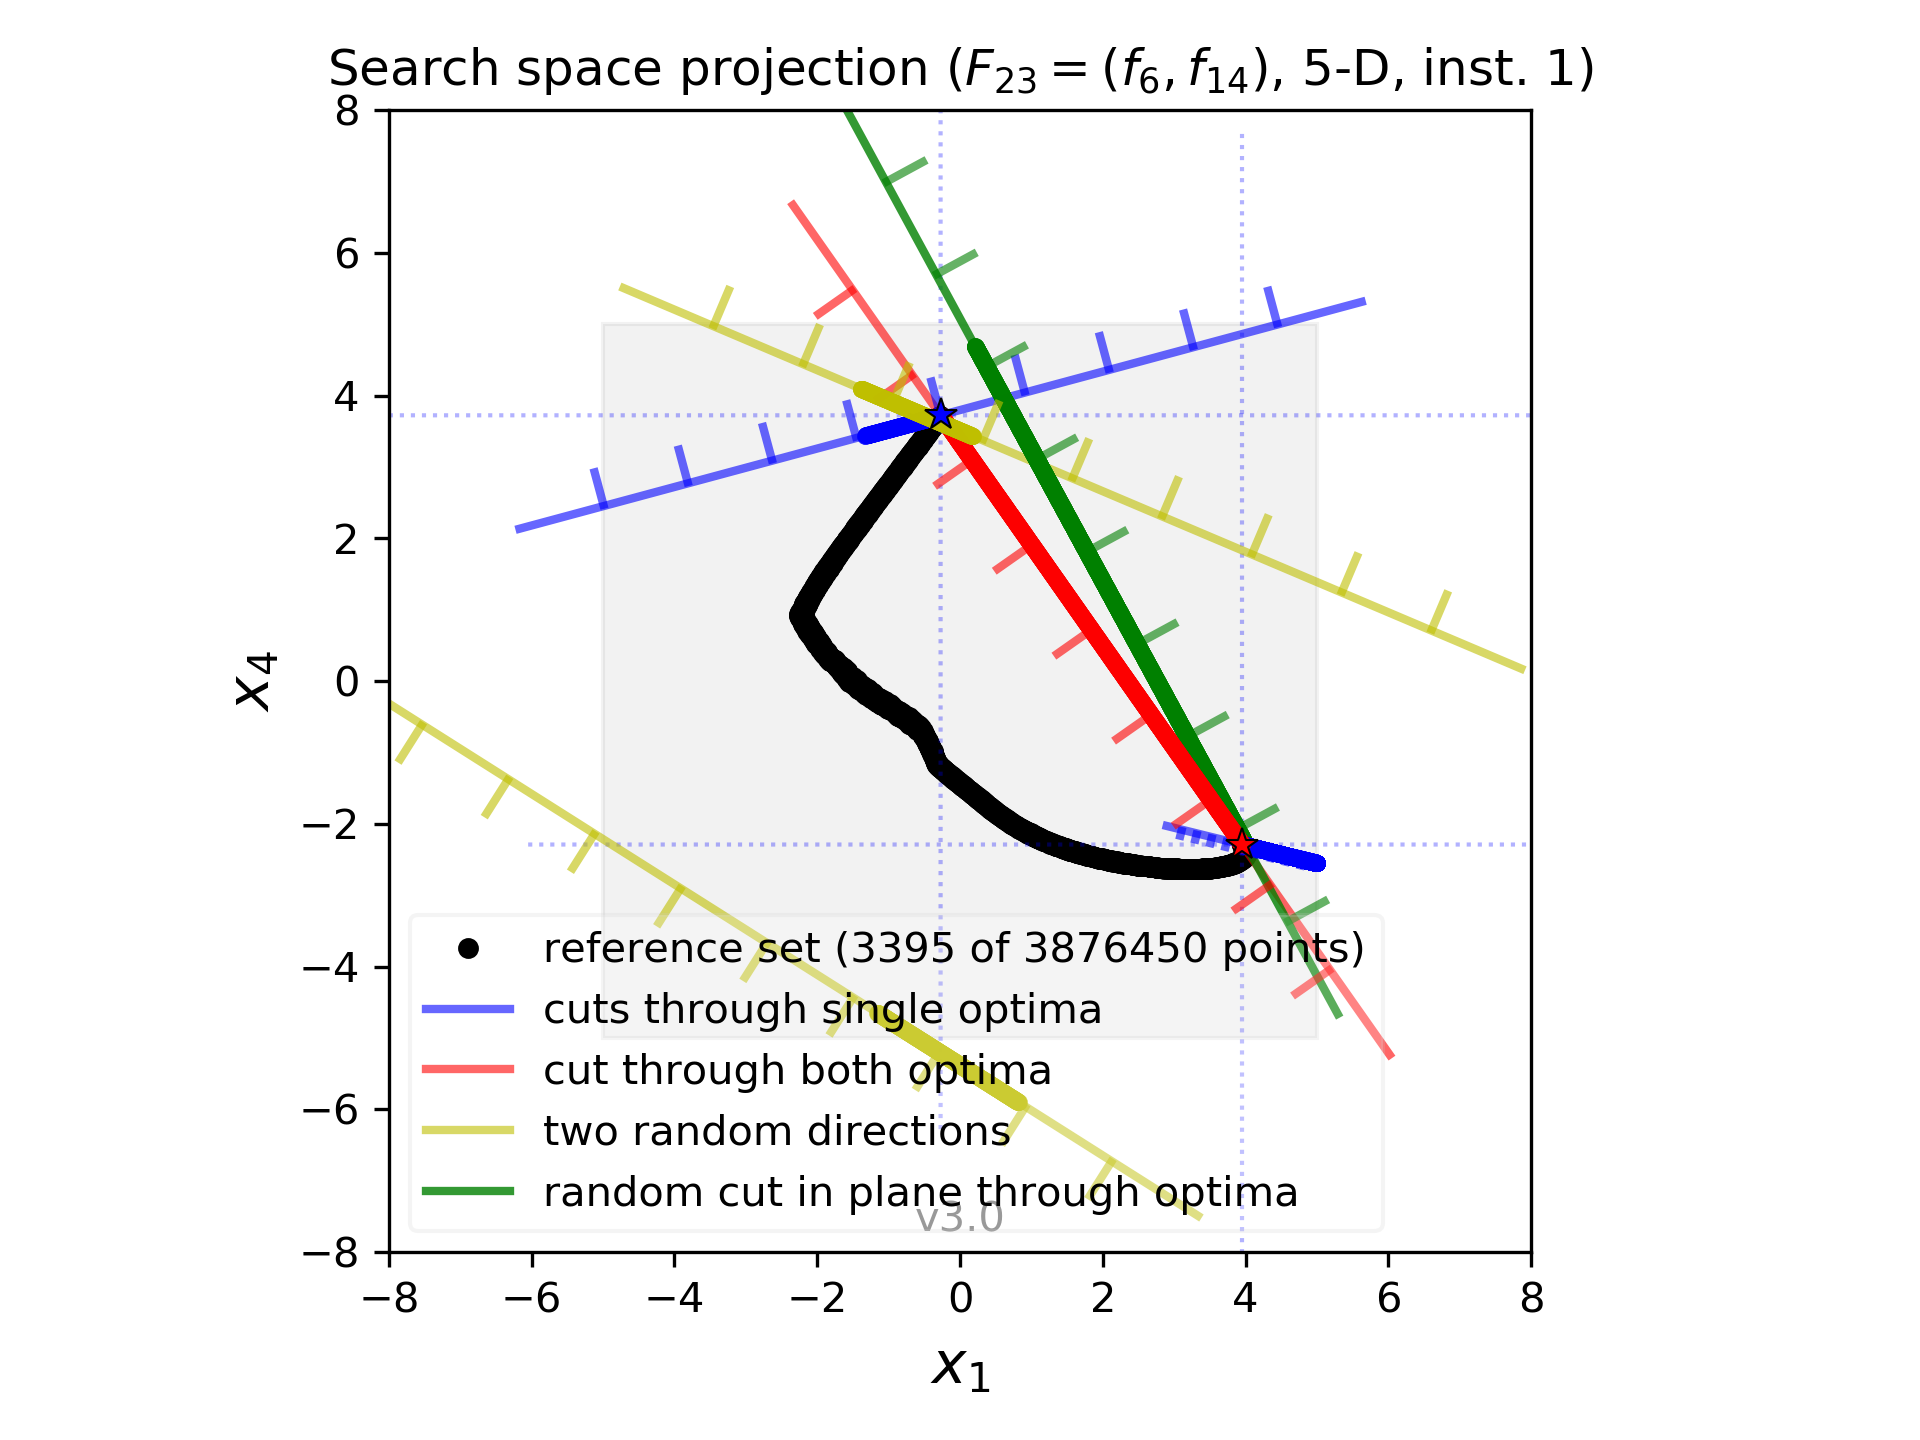 Search space projection (F₂₃ = (f₆, f₁₄), 5-D, inst. 1)
8
6
4
2
0
−2
−4
−6
−8
x₄
reference set (3395 of 3876450 points)
cuts through single optima
cut through both optima
two random directions
random cut in plane through optima
v3.0
−8 −6 −4 −2 0 2 4 6 8
x₁